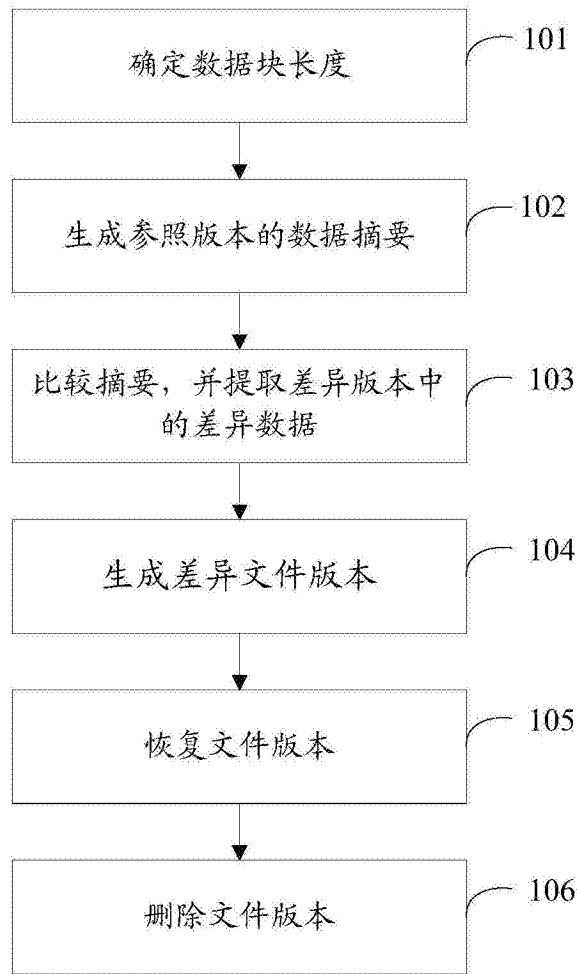 确定数据块长度
101
生成参照版本的数据摘要
102
比较摘要，并提取差异版本中
的差异数据
103
生成差异文件版本
104
恢复文件版本
105
删除文件版本
106